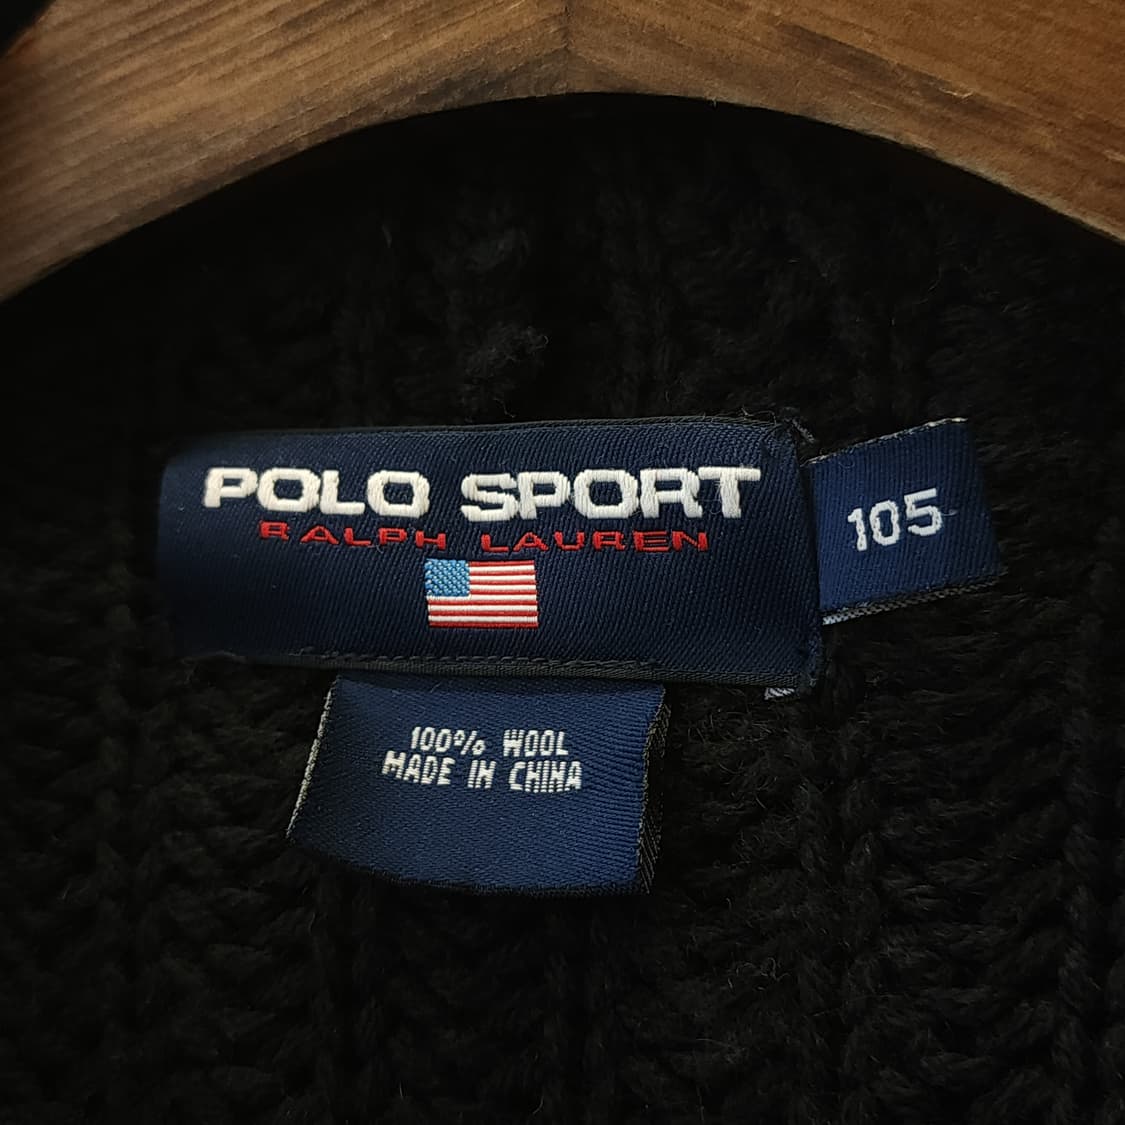 POLO SPORT
RALPH LAUREN
105
100% WOOL
MADE IN CHINA